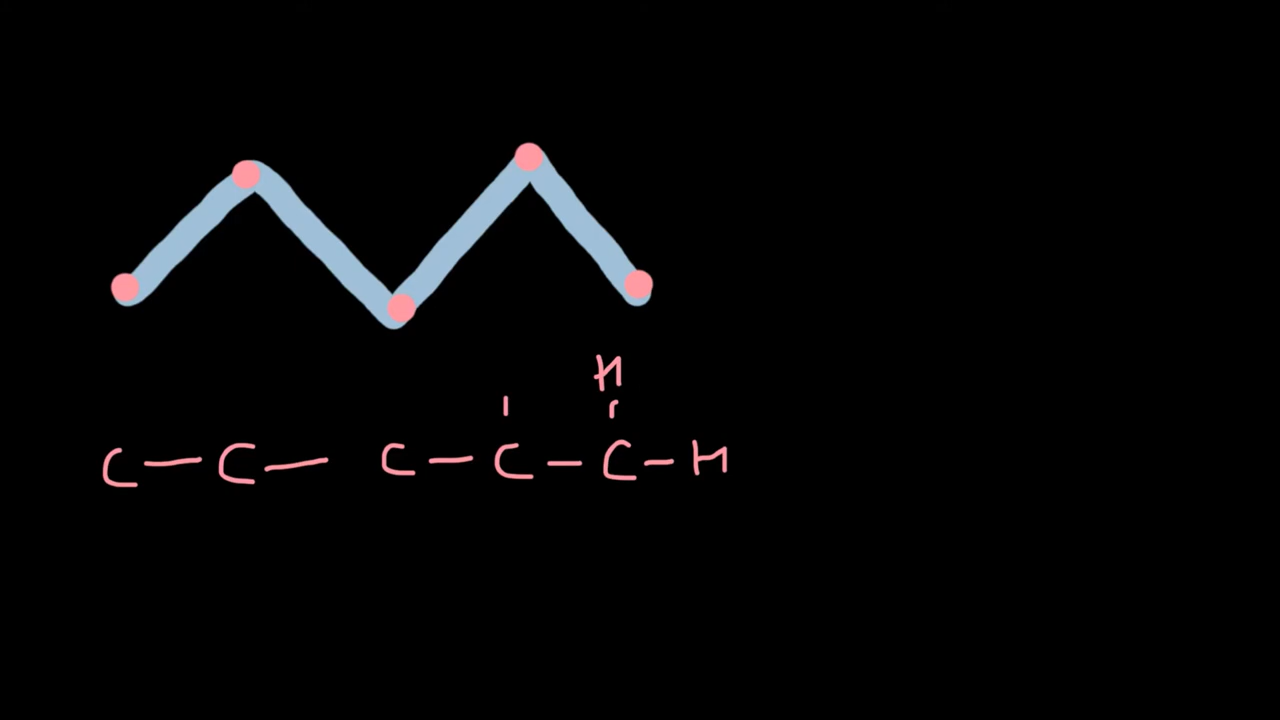 H
C — C — C — C — C — H